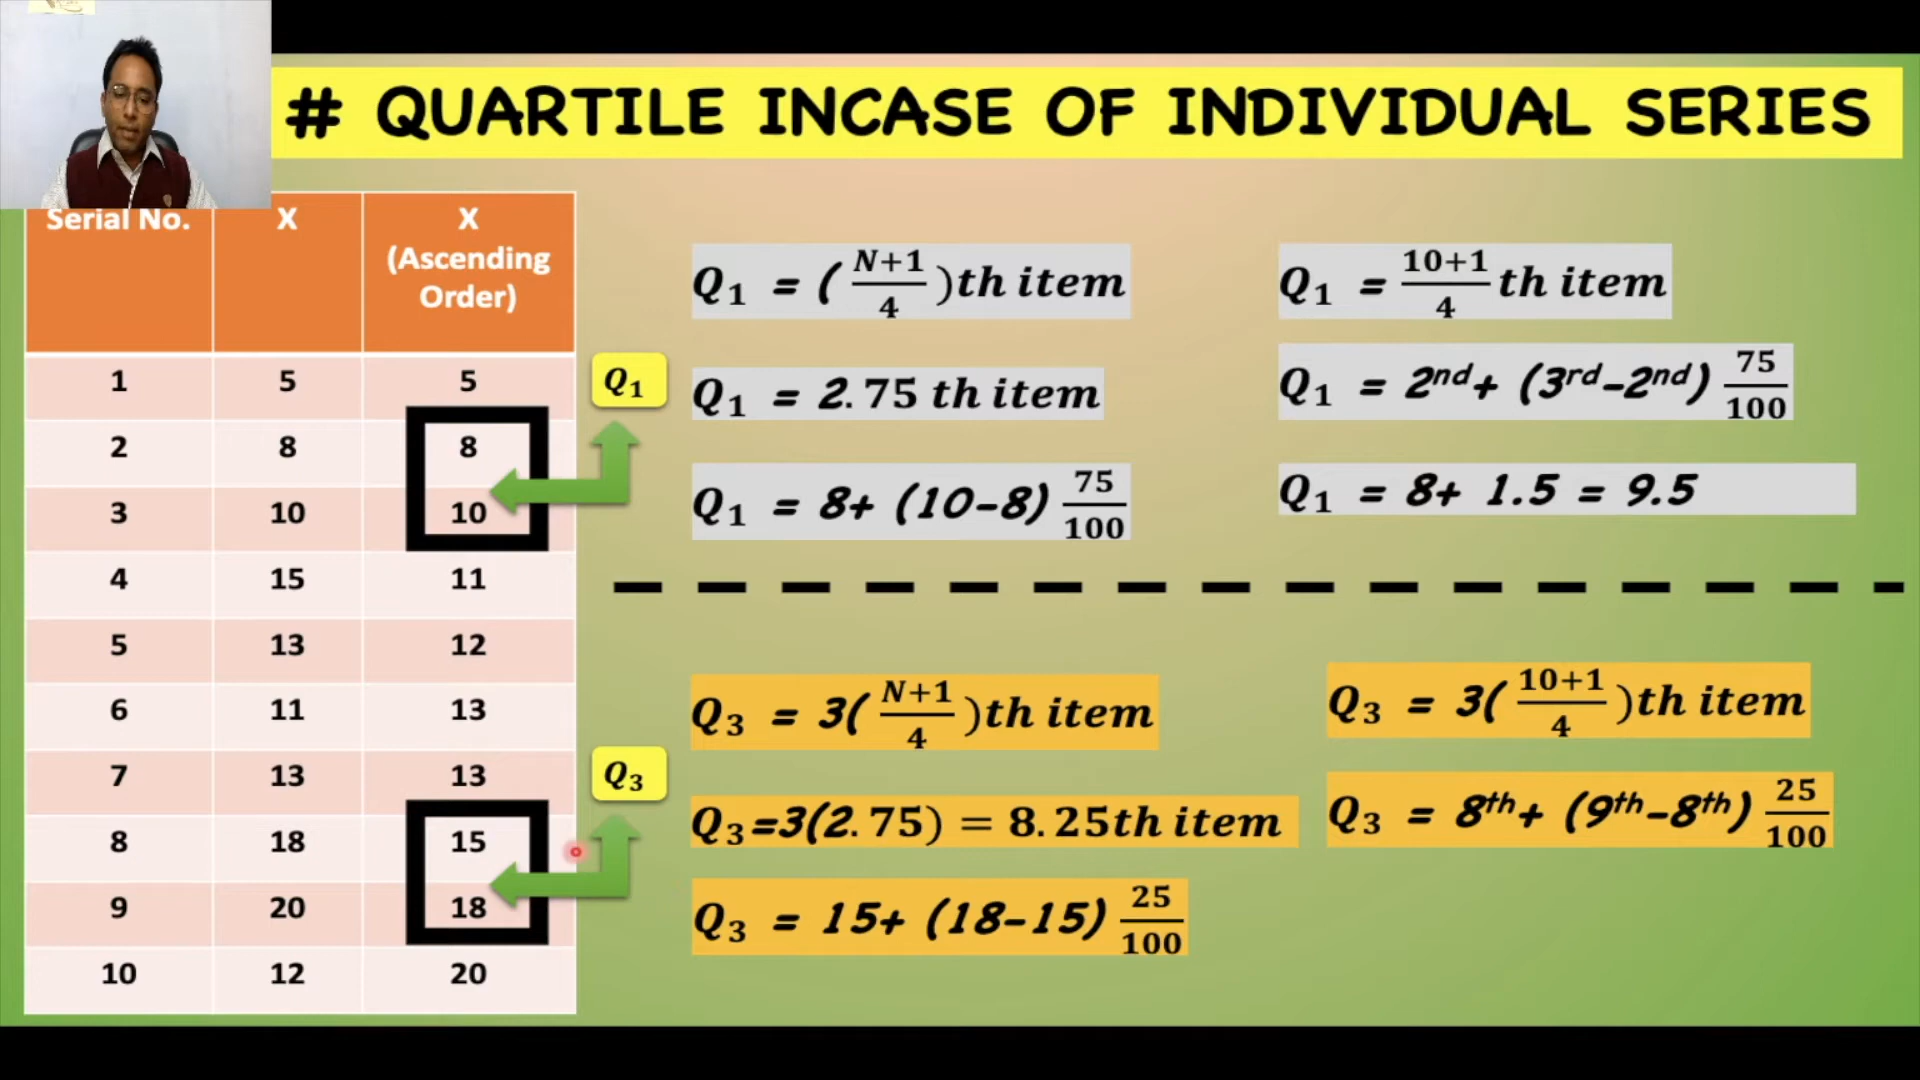 # QUARTILE INCASE OF INDIVIDUAL SERIES
Serial No. X X (Ascending Order)
1 5 5
2 8 8
3 10 10
4 15 11
5 13 12
6 11 13
7 13 13
8 18 15
9 20 18
10 12 20
Q₁
Q₃
Q₁ = (N+1/4)th item
Q₁ = 10+1/4 th item
Q₁ = 2.75 th item
Q₁ = 2ⁿᵈ+ (3ʳᵈ-2ⁿᵈ) 75/100
Q₁ = 8+ (10-8) 75/100
Q₁ = 8+ 1.5 = 9.5
Q₃ = 3(N+1/4)th item
Q₃ = 3(10+1/4)th item
Q₃=3(2.75) = 8.25th item
Q₃ = 8ᵗʰ+ (9ᵗʰ-8ᵗʰ) 25/100
Q₃ = 15+ (18-15) 25/100